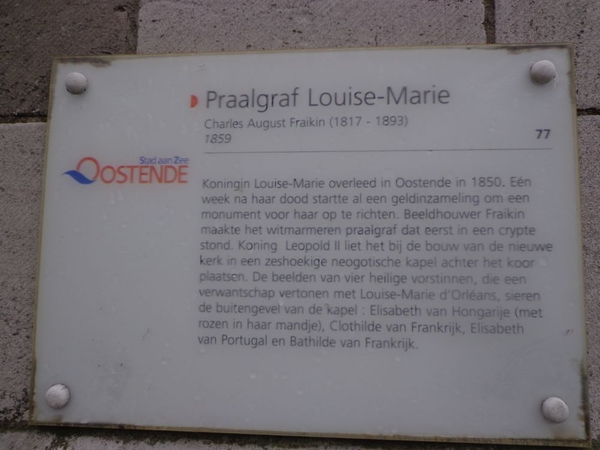 Praalgraf Louise-Marie
Charles August Fraikin (1817 - 1893)
1859
77
Stad aan Zee
OOSTENDE
Koningin Louise-Marie overleed in Oostende in 1850. Eén
week na haar dood startte al een geldinzameling om een
monument voor haar op te richten. Beeldhouwer Fraikin
maakte het witmarmeren praalgraf dat eerst in een crypte
stond. Koning Leopold II liet het bij de bouw van de nieuwe
kerk in een zeshoekige neogotische kapel achter het koor
plaatsen. De beelden van vier heilige vorstinnen, die een
verwantschap vertonen met Louise-Marie d'Orléans, sieren
de buitengevel van de kapel : Elisabeth van Hongarije (met
rozen in haar mandje), Clothilde van Frankrijk, Elisabeth
van Portugal en Bathilde van Frankrijk.